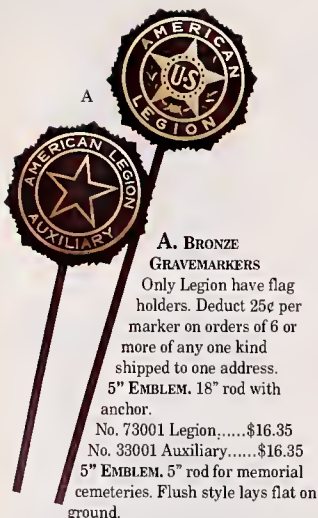 AMERICAN
LEGION
U·S
A
AMERICAN LEGION
AUXILIARY
A. BRONZE
GRAVEMARKERS
Only Legion have flag
holders. Deduct 25¢ per
marker on orders of 6 or
more of any one kind
shipped to one address.
5" EMBLEM. 18" rod with
anchor.
No. 73001 Legion......$16.35
No. 33001 Auxiliary......$16.35
5" EMBLEM. 5" rod for memorial
cemeteries. Flush style lays flat on
ground.